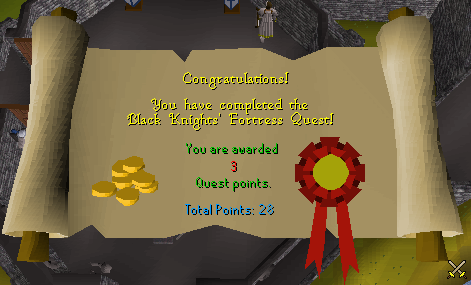 Congratulations!
You have completed the
Black Knights' Fortress Quest!
You are awarded
3
Quest points.
Total Points: 28